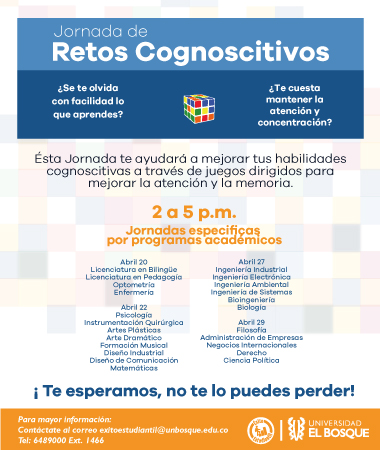 Jornada de
Retos Cognoscitivos
¿Se te olvida
con facilidad lo
que aprendes?
¿Te cuesta
mantener la
atención y
concentración?
Ésta Jornada te ayudará a mejorar tus habilidades
cognoscitivas a través de juegos dirigidos para
mejorar la atención y la memoria.
2 a 5 p.m.
Jornadas especificas
por programas académicos
Abril 20
Licenciatura en Bilingüe
Licenciatura en Pedagogía
Optometría
Enfermería
Abril 22
Psicología
Instrumentación Quirúrgica
Artes Plásticas
Arte Dramático
Formación Musical
Diseño Industrial
Diseño de Comunicación
Matemáticas
Abril 27
Ingeniería Industrial
Ingeniería Electrónica
Ingeniería Ambiental
Ingeniería de Sistemas
Bioingeniería
Biología
Abril 29
Filosofía
Administración de Empresas
Negocios Internacionales
Derecho
Ciencia Política
¡ Te esperamos, no te lo puedes perder!
Para mayor información:
Contáctate al correo exitoestudiantil@unbosque.edu.co
Tel: 6489000 Ext. 1466
UNIVERSIDAD
EL BOSQUE